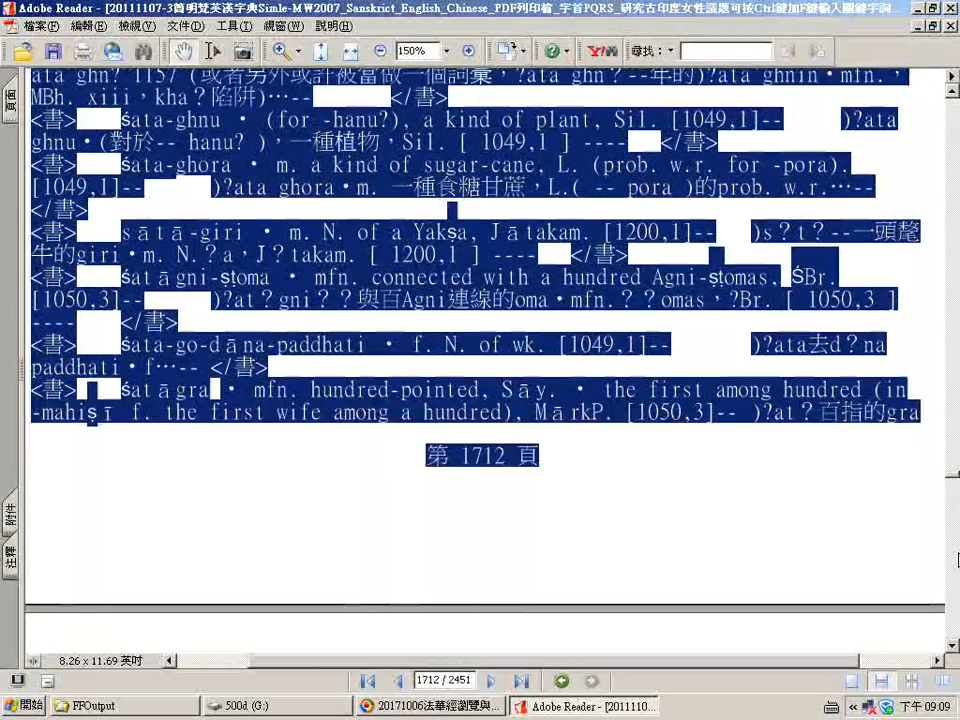 Adobe Reader - [20111107-3簡明梵英漢字典Simle-MW2007_Sanskrict_English_Chinese_PDF列印檔_字首PQRS_研究古印度女性議題可按Ctrl鍵加F鍵輸入關鍵字詞
檔案(F) 編輯(E) 檢視(V) 文件(D) 工具(T) 視窗(W) 說明(H)
150% 尋找:
頁面
ata ghn? 1157 (或者另外或計被當做一個詞彙,?ata ghn?--年的)?ata ghnin‧mfn.,
MBh. xiii,kha?陷阱)…-- </書>
<書> śata-ghnu ‧ (for -hanu?), a kind of plant, Sil. [1049,1]-- )?ata
ghnu‧(對於-- hanu? ),一種植物,Sil. [ 1049,1 ] ---- </書>
<書> śata-ghora ‧ m. a kind of sugar-cane, L. (prob. w.r. for -pora).
[1049,1]-- )?ata ghora‧m. 一種食糖甘蔗,L.( -- pora )的prob. w.r.…--
</書>
<書> sātā-giri ‧ m. N. of a Yakṣa, Jātakam. [1200,1]-- )s?t?--一頭髦
牛的giri‧m. N.?a,J?takam. [ 1200,1 ] ---- </書>
<書> śatāgni-ṣṭoma ‧ mfn. connected with a hundred Agni-ṣṭomas, ŚBr.
[1050,3]-- )?at?gni??與百Agni連線的oma‧mfn.??omas,?Br. [ 1050,3 ]
---- </書>
<書> śata-go-dāna-paddhati ‧ f. N. of wk. [1049,1]-- )?ata去d?na
paddhati‧f…-- </書>
<書> śatāgra ‧ mfn. hundred-pointed, Sāy. ‧ the first among hundred (in
-mahiṣī f. the first wife among a hundred), MārkP. [1050,3]-- )?at?百指的gra
第 1712 頁
附件
注釋
8.26 x 11.69 英吋
1712 / 2451
開始 FFOutput 500d (G:) 20171006法華經瀏覽與... Adobe Reader - [2011110... 下午 09:09